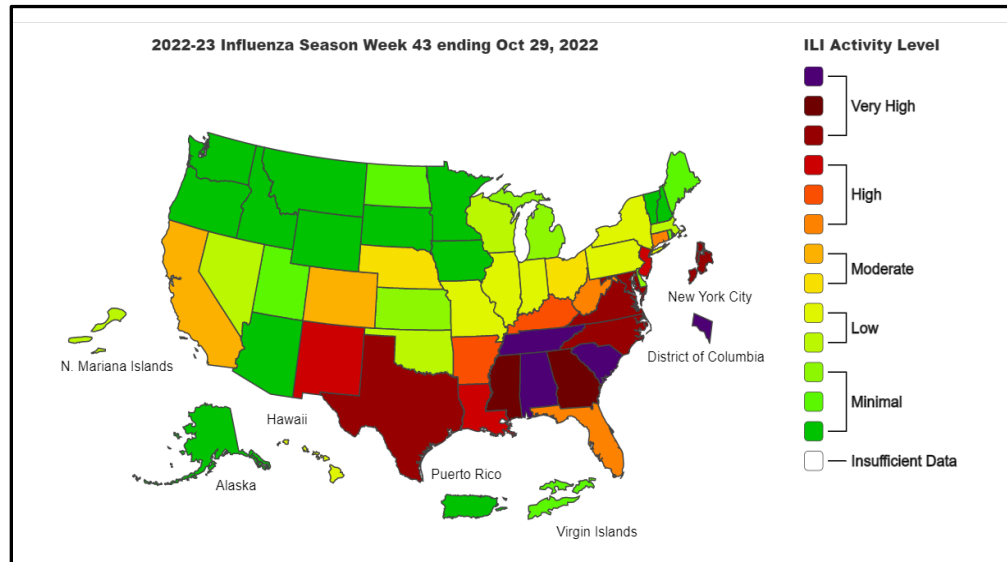 2022-23 Influenza Season Week 43 ending Oct 29, 2022
ILI Activity Level
Very High
High
Moderate
Low
Minimal
Insufficient Data
New York City
District of Columbia
N. Mariana Islands
Hawaii
Alaska
Puerto Rico
Virgin Islands